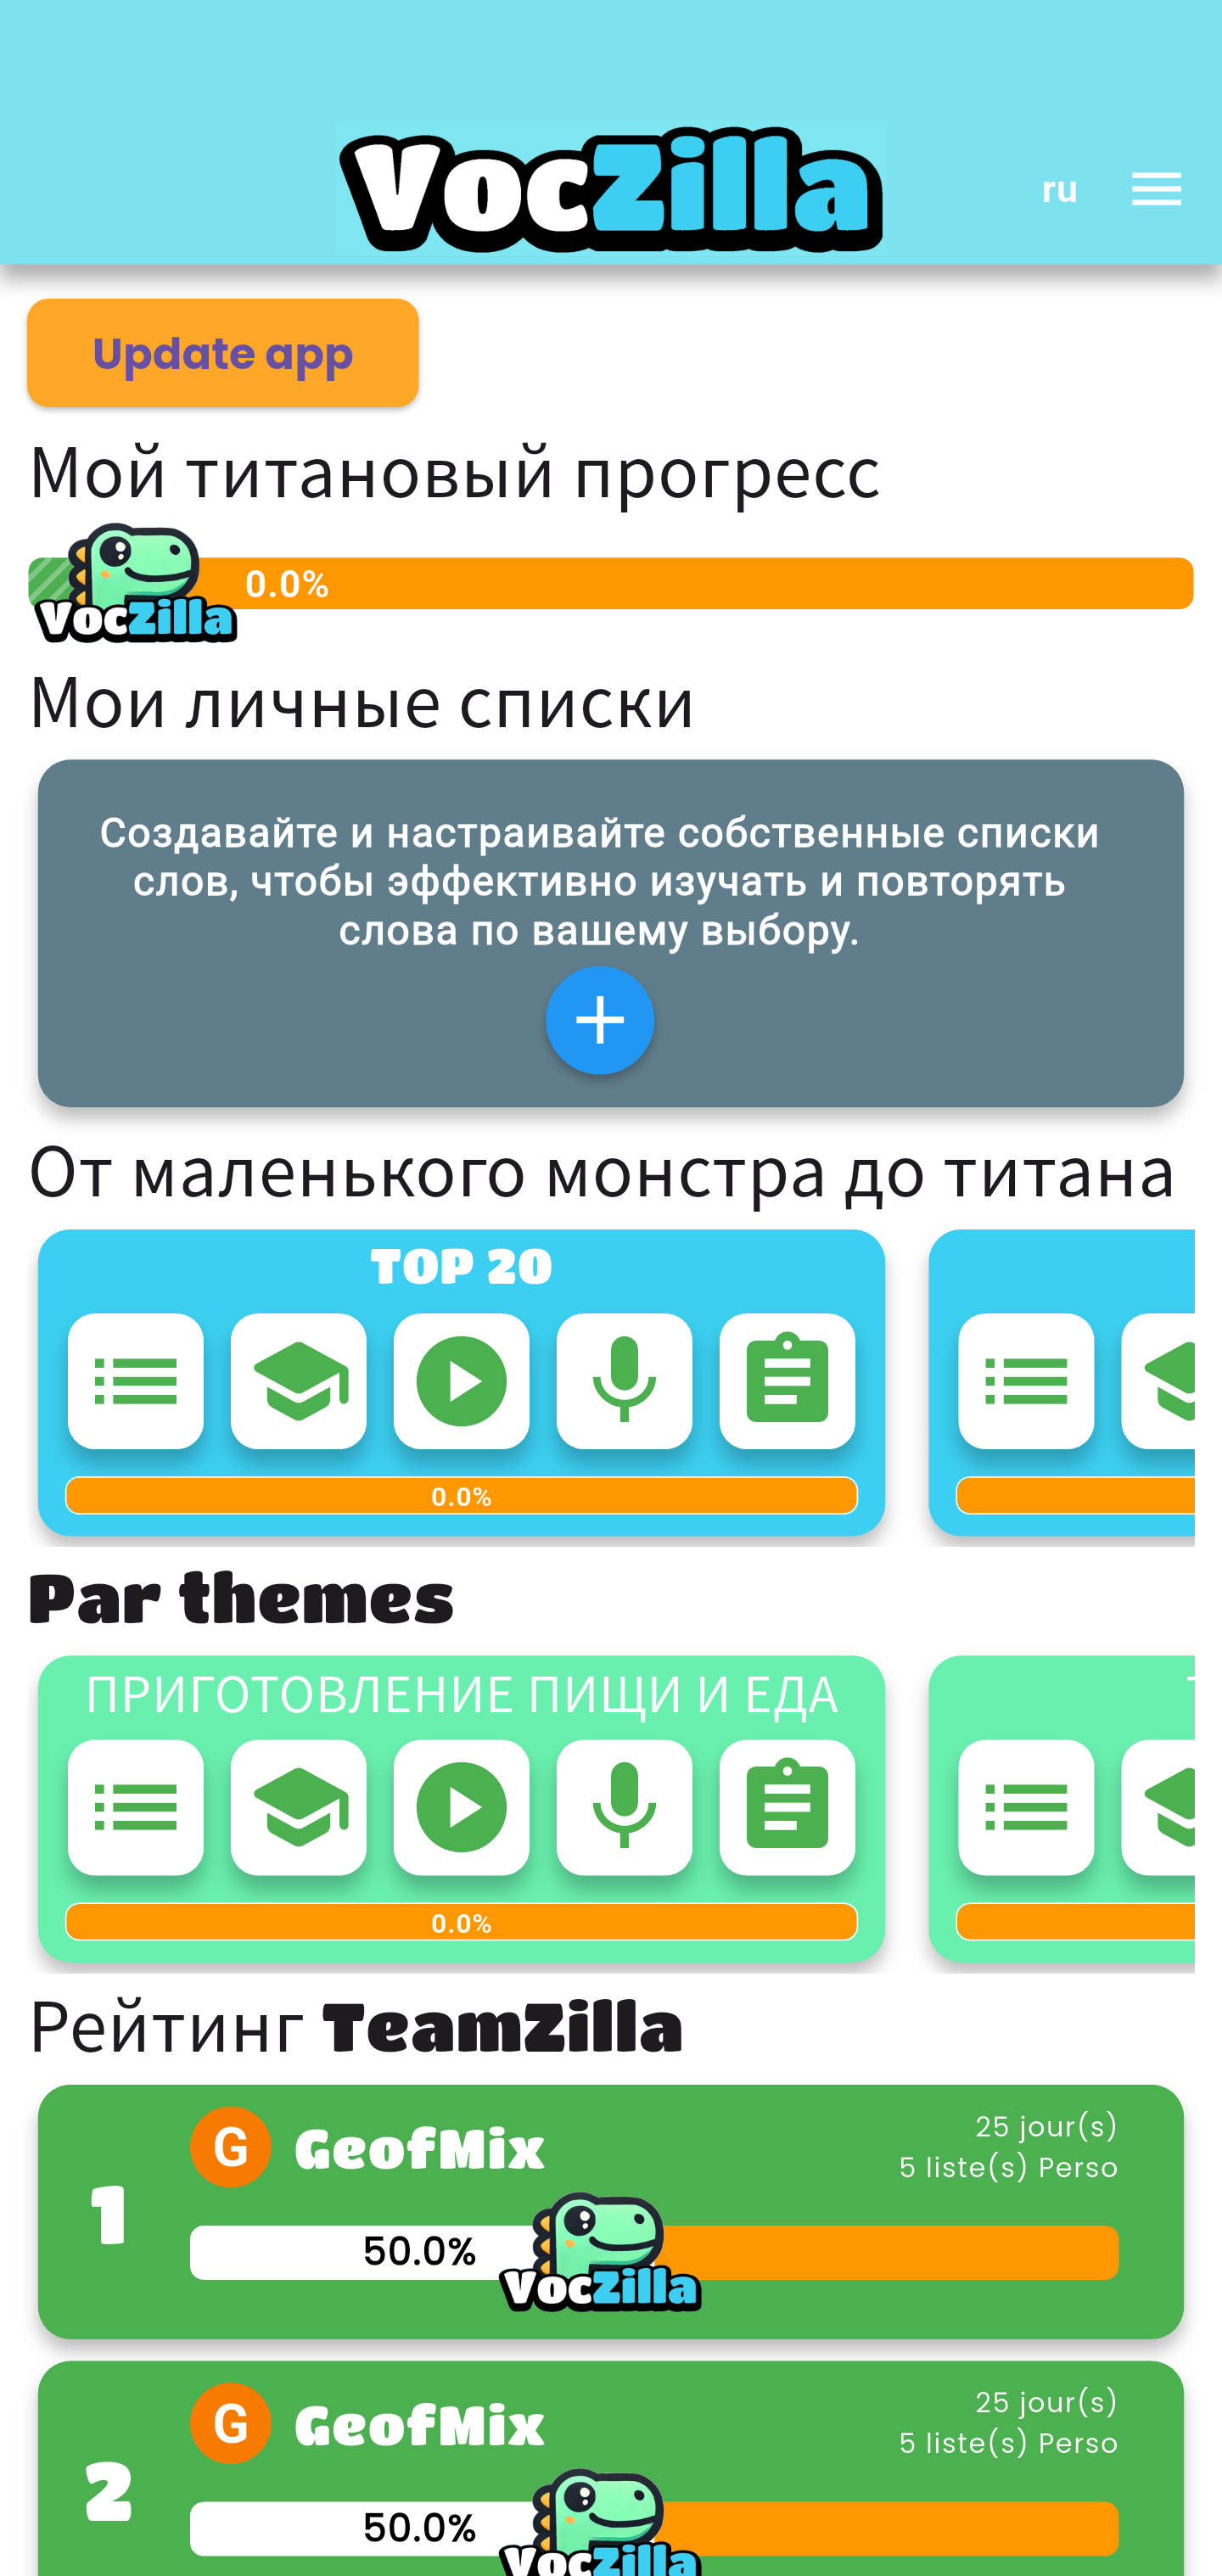 VocZilla
ru
Update app
Мой титановый прогресс
0.0%
VocZilla
Мои личные списки
Создавайте и настраивайте собственные списки
слов, чтобы эффективно изучать и повторять
слова по вашему выбору.
От маленького монстра до титана
TOP 20
0.0%
Par themes
ПРИГОТОВЛЕНИЕ ПИЩИ И ЕДА
0.0%
Рейтинг TeamZilla
1
G GeofMix
25 jour(s)
5 liste(s) Perso
50.0%
VocZilla
2
G GeofMix
25 jour(s)
5 liste(s) Perso
50.0%
VocZilla